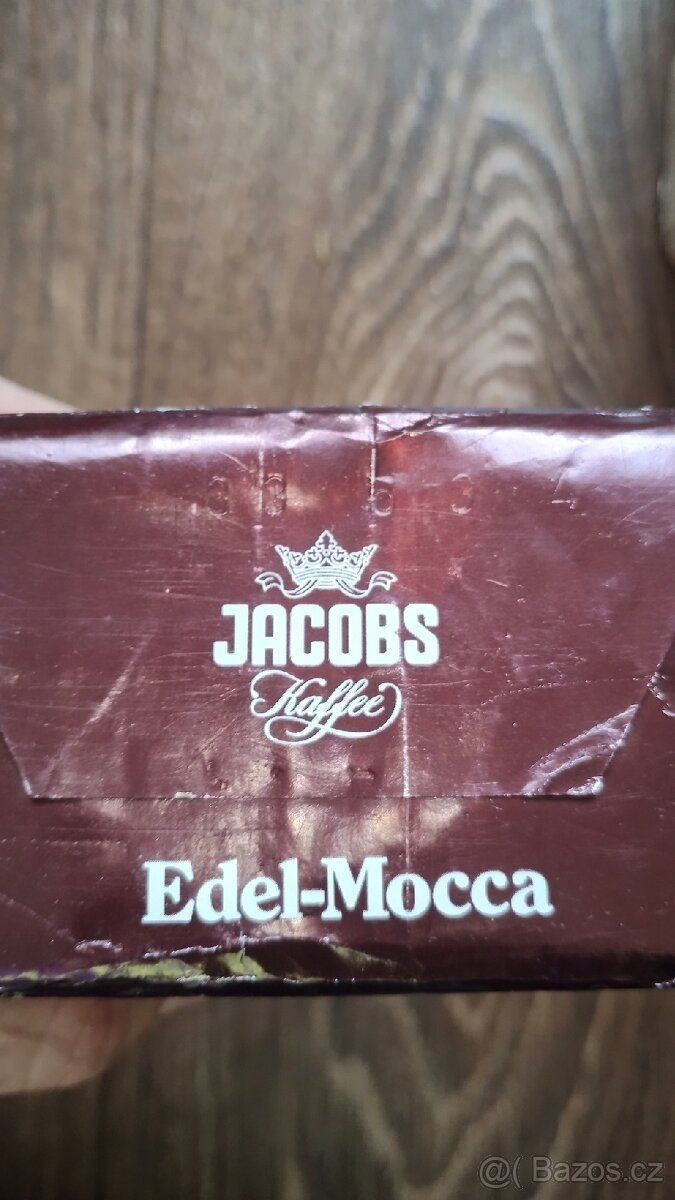 JACOBS
Kaffee
Edel-Mocca
@( Bazos.cz